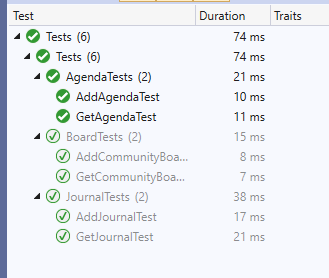 Test Duration Traits
Tests (6) 74 ms
Tests (6) 74 ms
AgendaTests (2) 21 ms
AddAgendaTest 10 ms
GetAgendaTest 11 ms
BoardTests (2) 15 ms
AddCommunityBoa... 8 ms
GetCommunityBoa... 7 ms
JournalTests (2) 38 ms
AddJournalTest 17 ms
GetJournalTest 21 ms